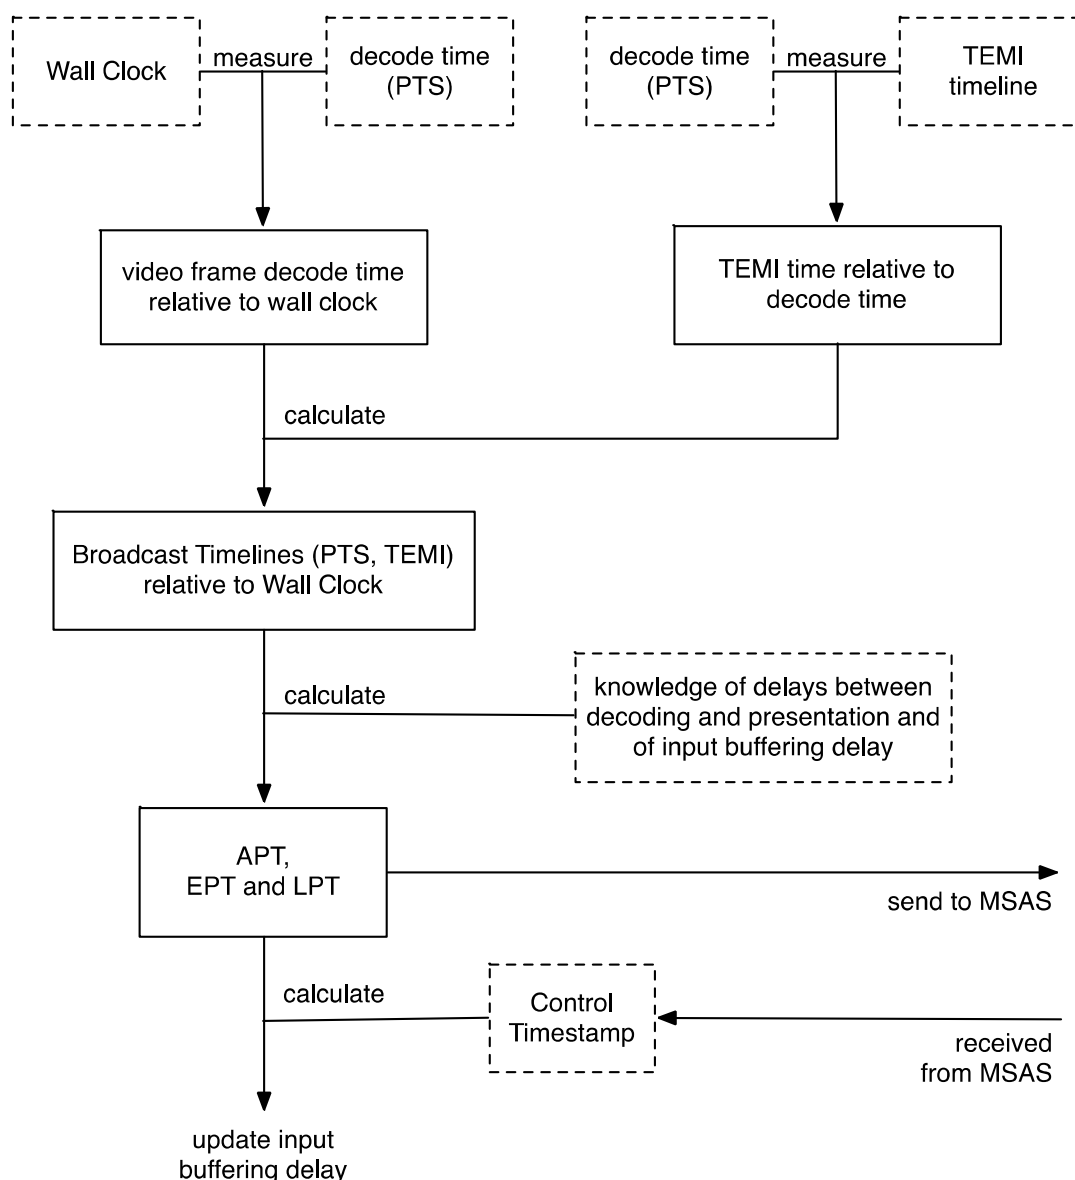 Wall Clock
measure
decode time
(PTS)
decode time
(PTS)
measure
TEMI
timeline
video frame decode time
relative to wall clock
TEMI time relative to
decode time
calculate
Broadcast Timelines (PTS, TEMI)
relative to Wall Clock
calculate
knowledge of delays between
decoding and presentation and
of input buffering delay
APT,
EPT and LPT
send to MSAS
calculate
Control
Timestamp
received
from MSAS
update input
buffering delay